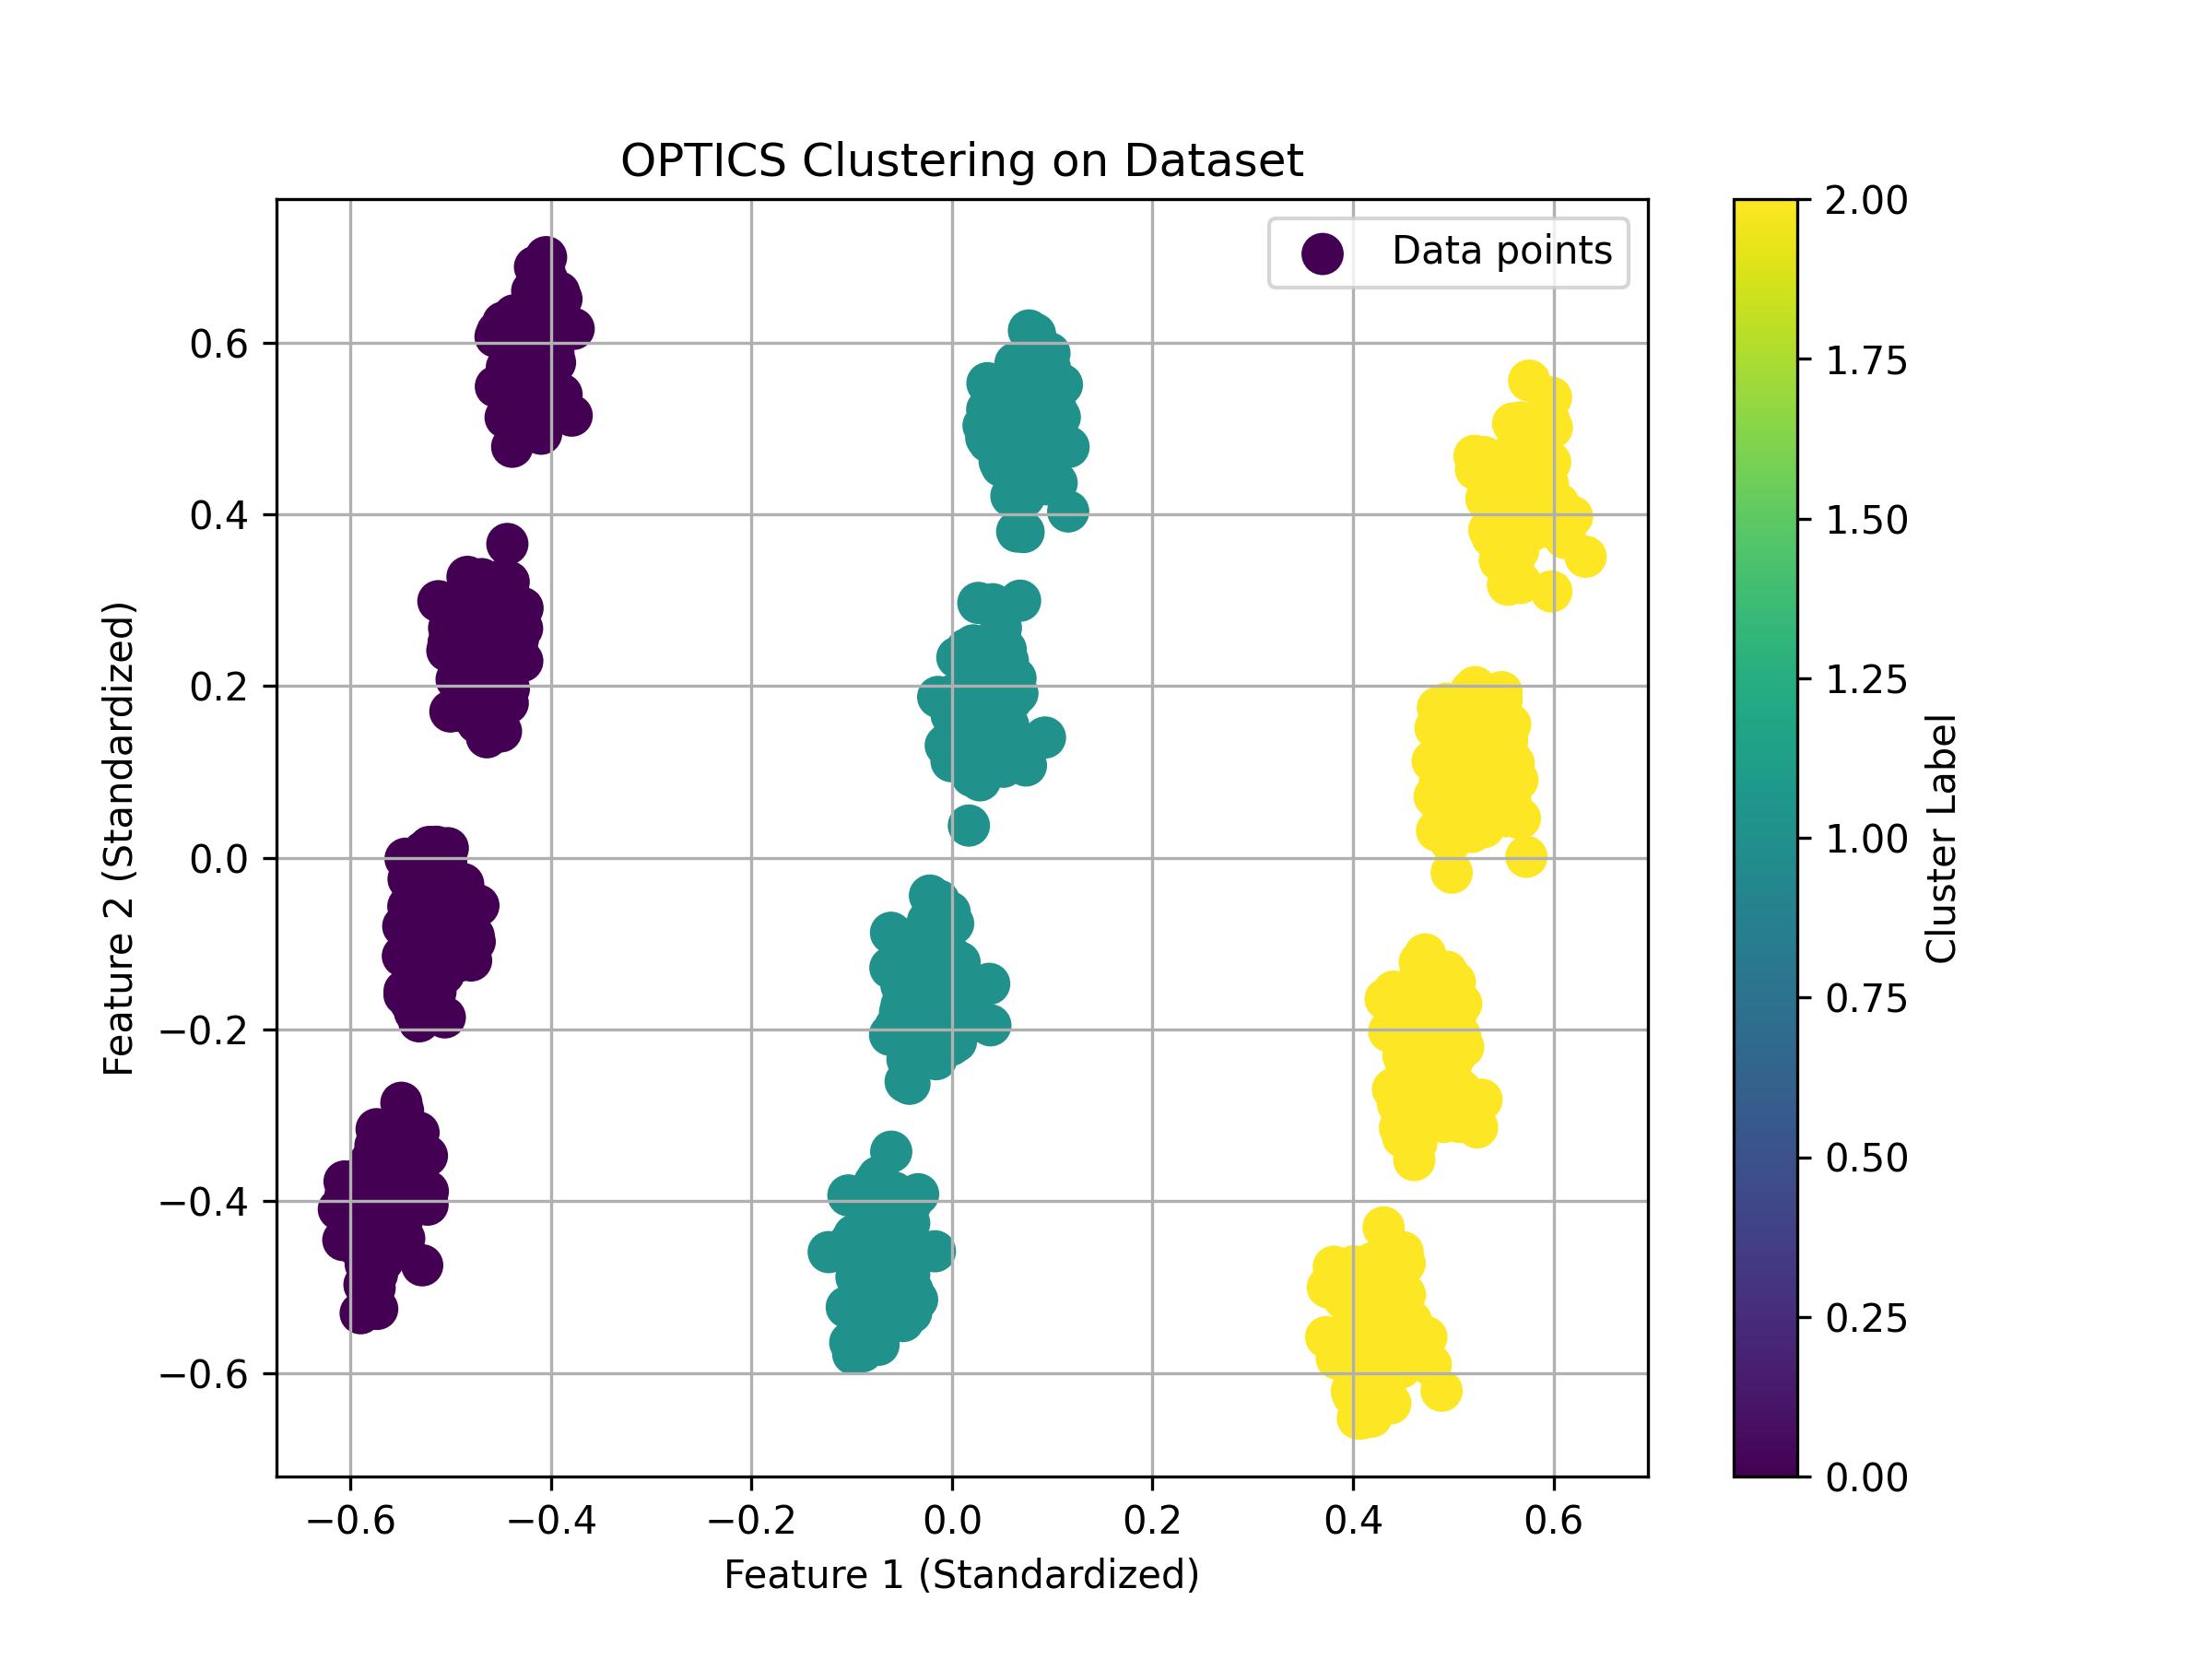 OPTICS Clustering on Dataset
Data points
Feature 2 (Standardized)
0.6
0.4
0.2
0.0
−0.2
−0.4
−0.6
−0.6 −0.4 −0.2 0.0 0.2 0.4 0.6
Feature 1 (Standardized)
2.00
1.75
1.50
1.25
1.00
0.75
0.50
0.25
0.00
Cluster Label